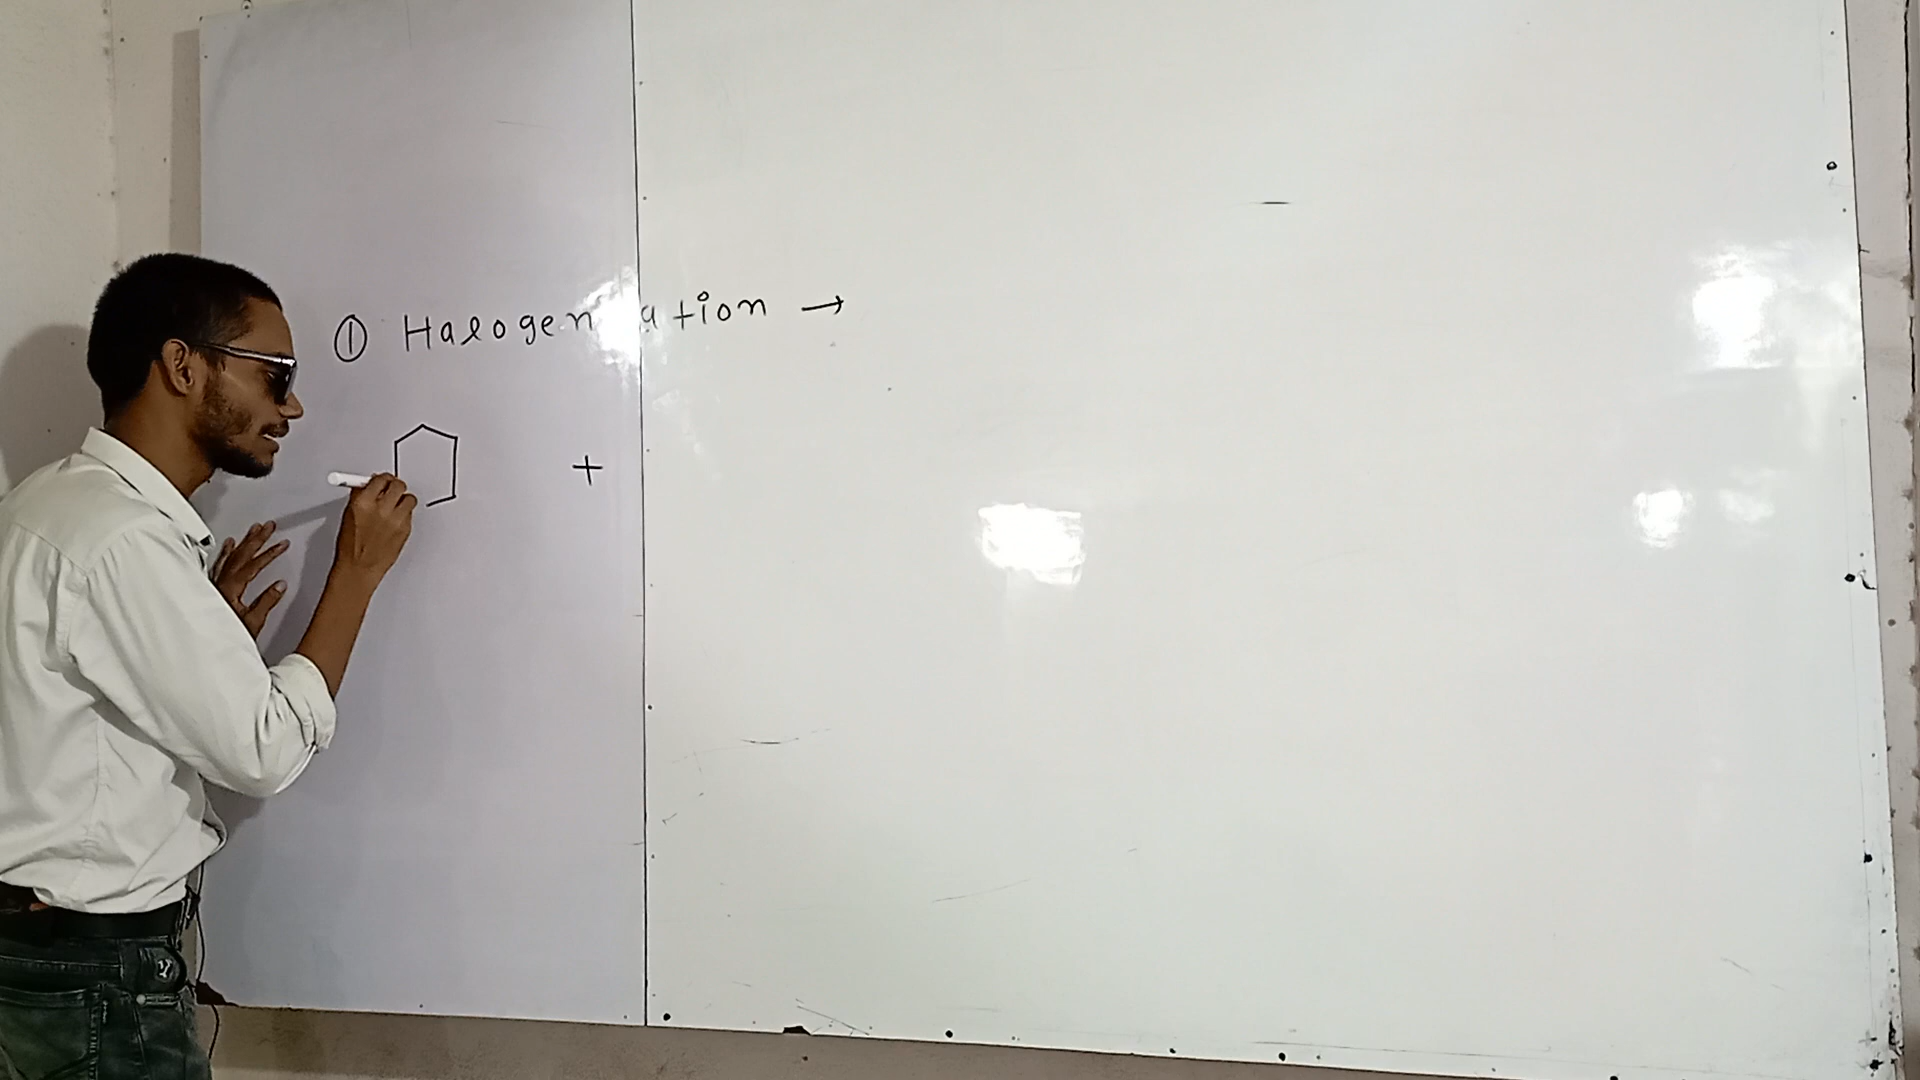 ① Halogenation →
+